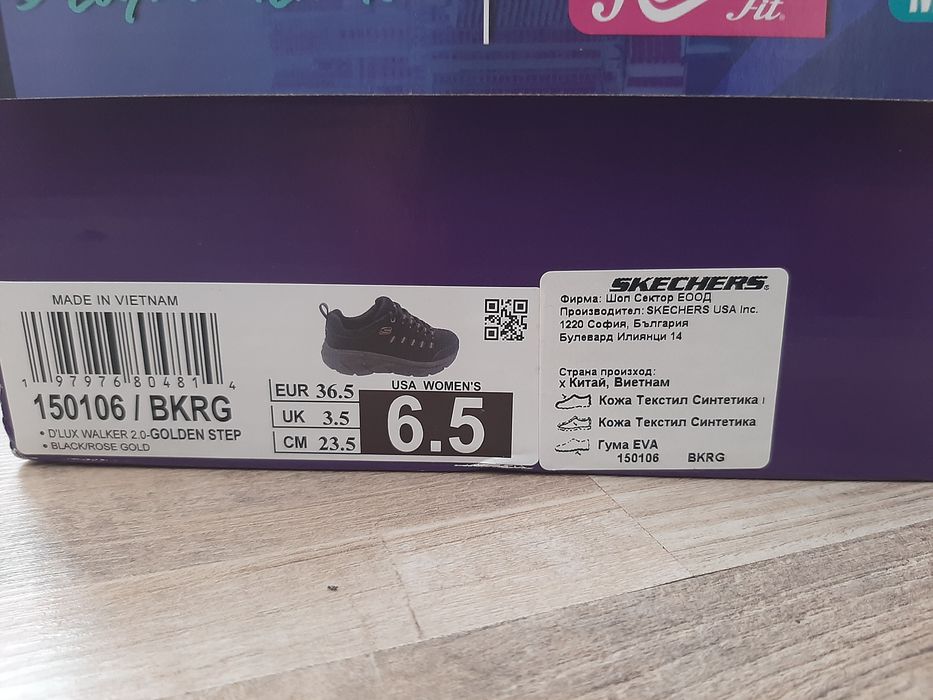 Fit
MADE IN VIETNAM
1 97976 80481 4
150106 / BKRG
• D'LUX WALKER 2.0-GOLDEN STEP
• BLACK/ROSE GOLD
EUR 36.5
UK 3.5
CM 23.5
USA WOMEN'S
6.5
SKECHERS
Фирма: Шоп Сектор ЕООД
Производител: SKECHERS USA Inc.
1220 София, България
Булевард Илиянци 14
Страна произход:
х Китай, Виетнам
Кожа Текстил Синтетика
Кожа Текстил Синтетика
Гума EVA
150106 BKRG